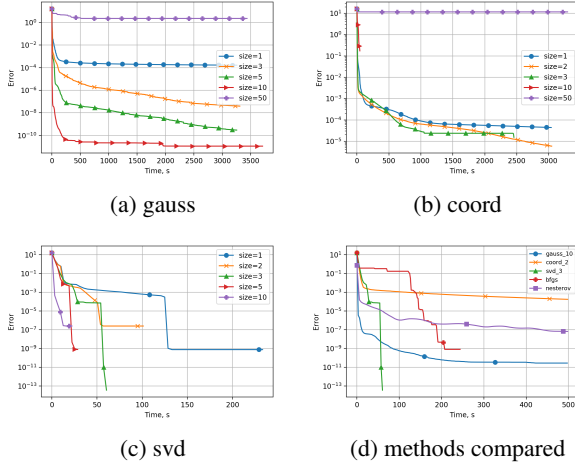 10^1
10^-1
10^-4
10^-6
10^-8
10^-10
Error
0 500 1000 1500 2000 2500 3000 3500
Time, s
size=1
size=3
size=5
size=10
size=50
(a) gauss
10^1
10^0
10^-1
10^-2
10^-3
10^-4
10^-5
Error
0 500 1000 1500 2000 2500 3000
Time, s
size=1
size=2
size=3
size=10
size=50
(b) coord
10^1
10^-1
10^-3
10^-5
10^-7
10^-9
10^-11
10^-13
Error
0 50 100 150 200
Time, s
size=1
size=2
size=3
size=5
size=10
(c) svd
10^1
10^-1
10^-3
10^-5
10^-7
10^-9
10^-11
10^-13
Error
0 100 200 300 400 500
Time, s
gauss_10
coord_2
svd_3
bfgs
nesterov
(d) methods compared